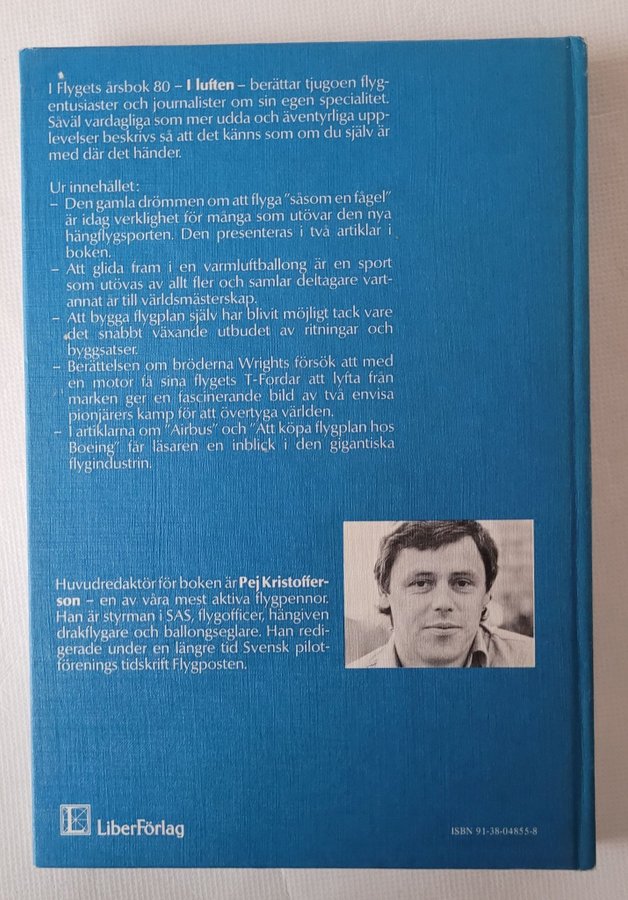 I Flygets årsbok 80 – I luften – berättar tjugoen flyg-
entusiaster och journalister om sin egen specialitet.
Såväl vardagliga som mer udda och äventyrliga upp-
levelser beskrivs så att det känns som om du själv är
med där det händer.
Ur innehållet:
– Den gamla drömmen om att flyga "såsom en fågel"
är idag verklighet för många som utövar den nya
hängflygsporten. Den presenteras i två artiklar i
boken.
– Att glida fram i en varmluftballong är en sport
som utövas av allt fler och samlar deltagare vart-
annat år till världsmästerskap.
– Att bygga flygplan själv har blivit möjligt tack vare
det snabbt växande utbudet av ritningar och
byggsatser.
– Berättelsen om bröderna Wrights försök att med
en motor få sina flygets T-Fordar att lyfta från
marken ger en fascinerande bild av två envisa
pionjärers kamp för att övertyga världen.
– I artiklarna om "Airbus" och "Att köpa flygplan hos
Boeing" får läsaren en inblick i den gigantiska
flygindustrin.
Huvudredaktör för boken är Pej Kristoffer-
son – en av våra mest aktiva flygpennor.
Han är styrman i SAS, flygofficer, hängiven
drakflygare och ballongseglare. Han redi-
gerade under en längre tid Svensk pilot-
förenings tidskrift Flygposten.
L LiberFörlag
ISBN 91-38-04855-8